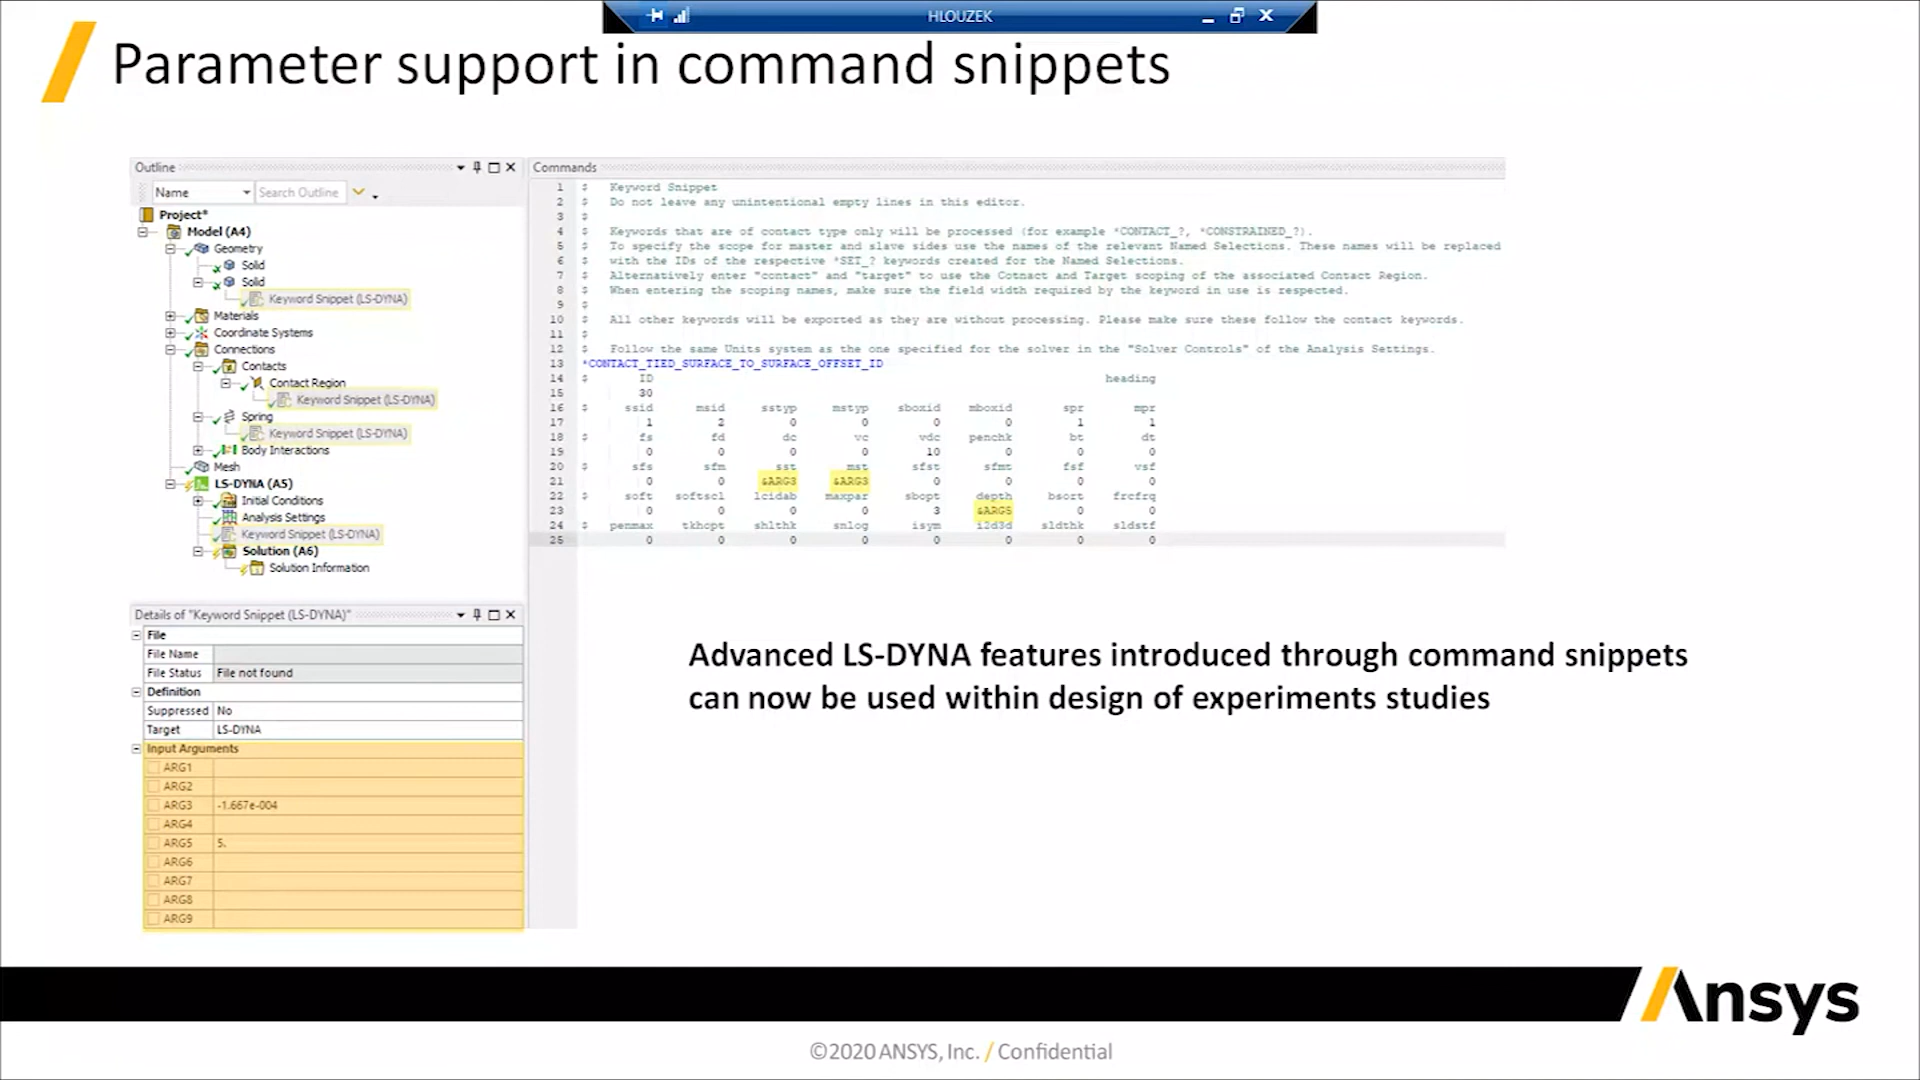 HLOUZEK
Parameter support in command snippets
Outline
Name
Search Outline
Project*
Model (A4)
Geometry
Solid
Solid
Keyword Snippet (LS-DYNA)
Materials
Coordinate Systems
Connections
Contacts
Contact Region
Keyword Snippet (LS-DYNA)
Spring
Keyword Snippet (LS-DYNA)
Body Interactions
Mesh
LS-DYNA (A5)
Initial Conditions
Analysis Settings
Keyword Snippet (LS-DYNA)
Solution (A6)
Solution Information
Details of "Keyword Snippet (LS-DYNA)"
File
File Name
File Status File not found
Definition
Suppressed No
Target LS-DYNA
Input Arguments
ARG1
ARG2
ARG3 -1.667e-004
ARG4
ARG5 5.
ARG6
ARG7
ARG8
ARG9
Commands
1 $ Keyword Snippet
2 $ Do not leave any unintentional empty lines in this editor.
3 $
4 $ Keywords that are of contact type only will be processed (for example *CONTACT_?, *CONSTRAINED_?).
5 $ To specify the scope for master and slave sides use the names of the relevant Named Selections. These names will be replaced
6 $ with the IDs of the respective *SET_? keywords created for the Named Selections.
7 $ Alternatively enter "contact" and "target" to use the Cotnact and Target scoping of the associated Contact Region.
8 $ When entering the scoping names, make sure the field width required by the keyword in use is respected.
9 $
10 $ All other keywords will be exported as they are without processing. Please make sure these follow the contact keywords.
11 $
12 $ Follow the same Units system as the one specified for the solver in the "Solver Controls" of the Analysis Settings.
13 *CONTACT_TIED_SURFACE_TO_SURFACE_OFFSET_ID
14 $ ID heading
15 30
16 $ ssid msid sstyp mstyp sboxid mboxid spr mpr
17 1 2 0 0 0 0 1 1
18 $ fs fd dc vc vdc penchk bt dt
19 0 0 0 0 10 0 0 0
20 $ sfs sfm sst mst sfst sfmt fsf vsf
21 0 0 &ARG3 &ARG3 0 0 0 0
22 $ soft softscl lcidab maxpar sbopt depth bsort frcfrq
23 0 0 0 0 3 &ARG5 0 0
24 $ penmax tkhopt shlthk snlog isym i2d3d sldthk sldstf
25 0 0 0 0 0 0 0 0
Advanced LS-DYNA features introduced through command snippets
can now be used within design of experiments studies
Ansys
©2020 ANSYS, Inc. / Confidential